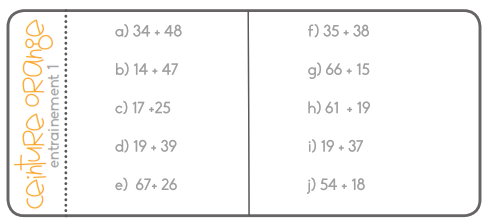 ceinture orange
entrainement 1
a) 34 + 48
b) 14 + 47
c) 17 +25
d) 19 + 39
e) 67+ 26
f) 35 + 38
g) 66 + 15
h) 61 + 19
i) 19 + 37
j) 54 + 18